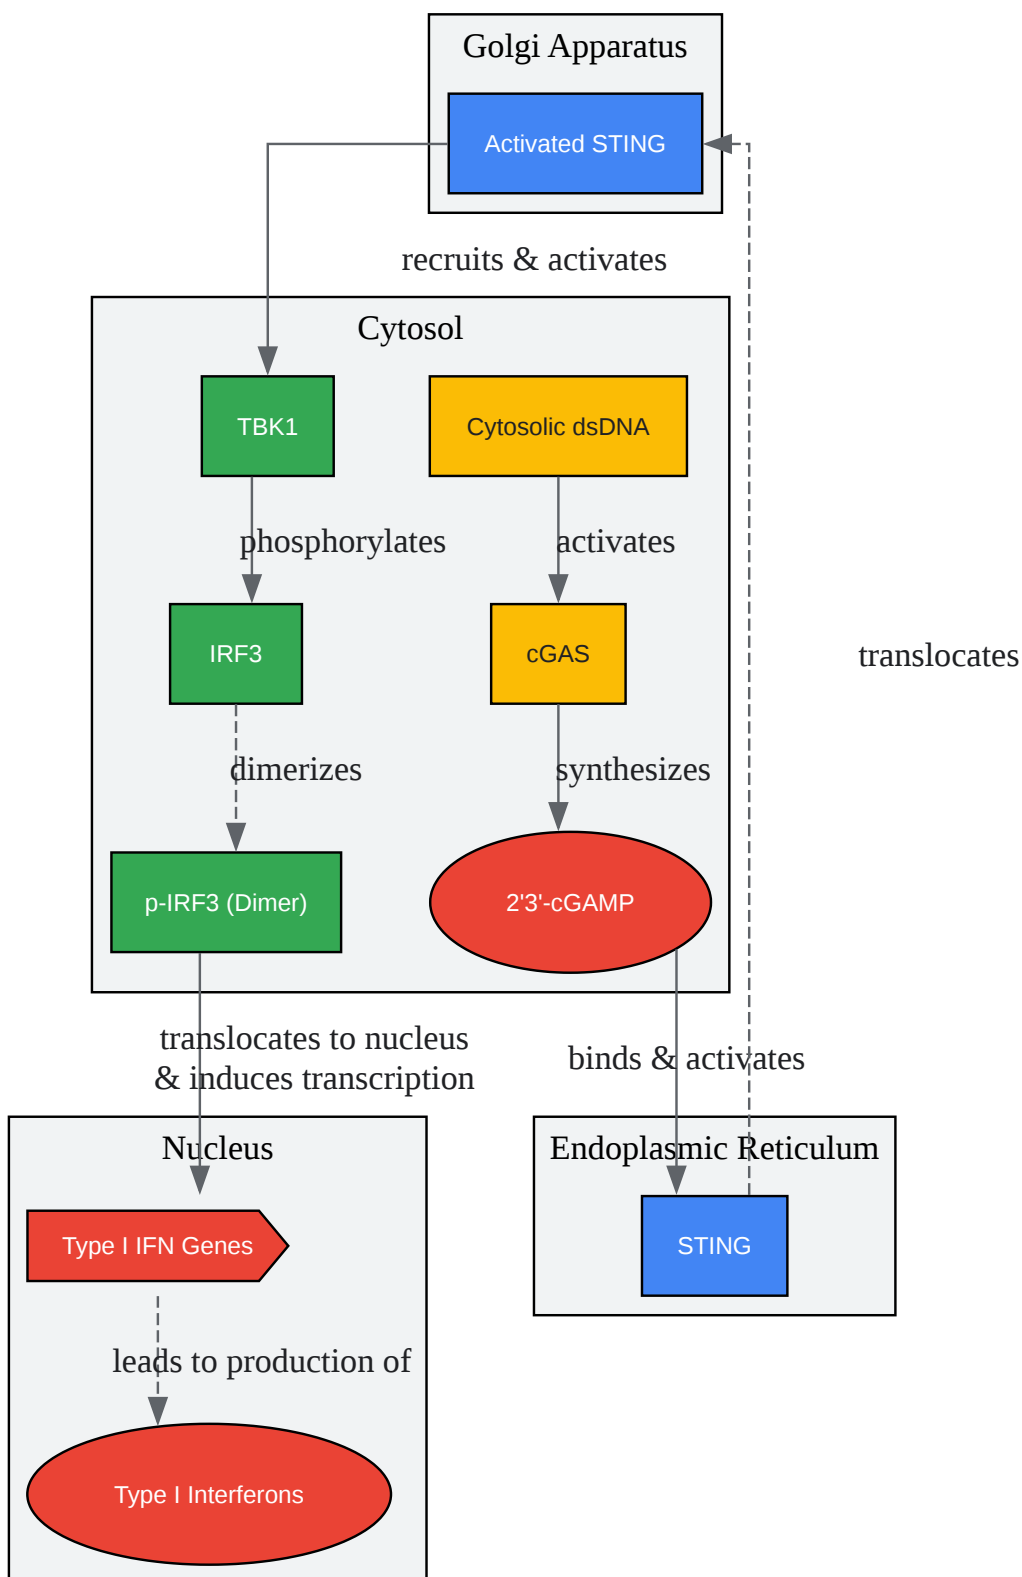 Golgi Apparatus
Activated STING
recruits & activates
Cytosol
TBK1
Cytosolic dsDNA
phosphorylates
activates
IRF3
cGAS
translocates
dimerizes
synthesizes
p-IRF3 (Dimer)
2'3'-cGAMP
translocates to nucleus
& induces transcription
binds & activates
Nucleus
Endoplasmic Reticulum
Type I IFN Genes
STING
leads to production of
Type I Interferons